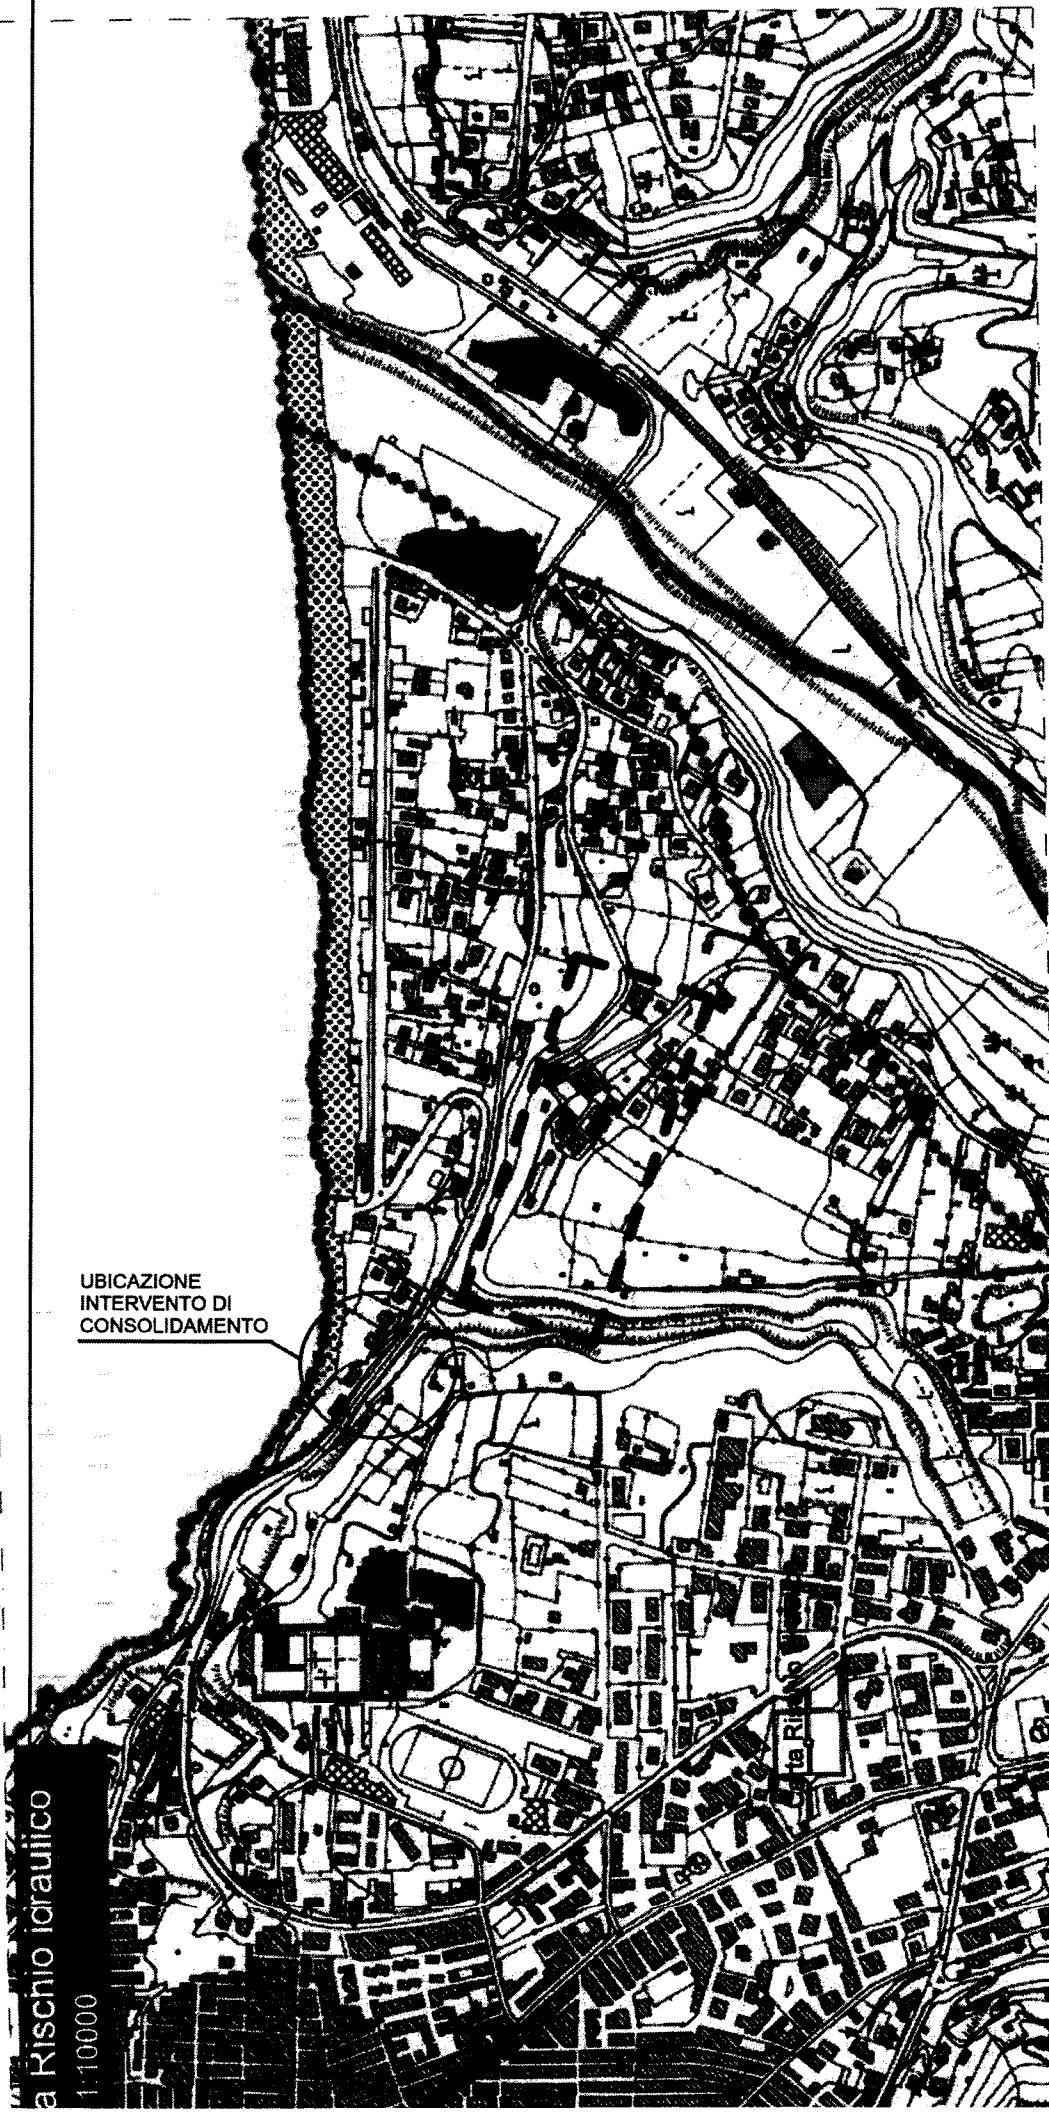 UBICAZIONE
INTERVENTO DI
CONSOLIDAMENTO
a Rischio idraulico
1:10000